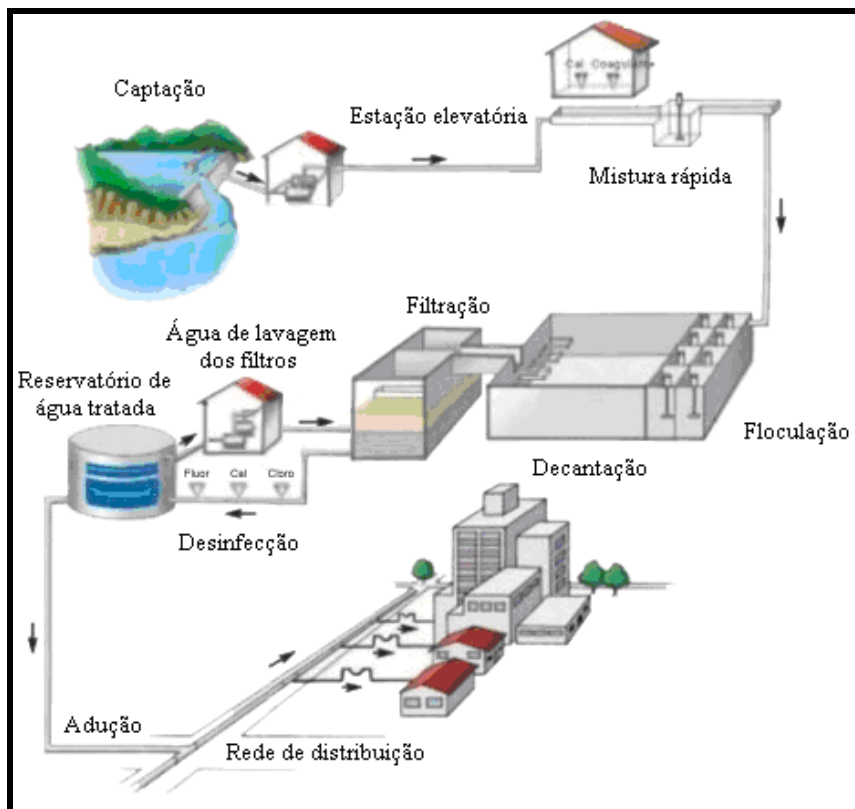 Cal Coagulante
Captação
Estação elevatória
Mistura rápida
Filtração
Água de lavagem
dos filtros
Reservatório de
água tratada
Floculação
Decantação
Fluor Cal Cloro
Desinfecção
Adução
Rede de distribuição